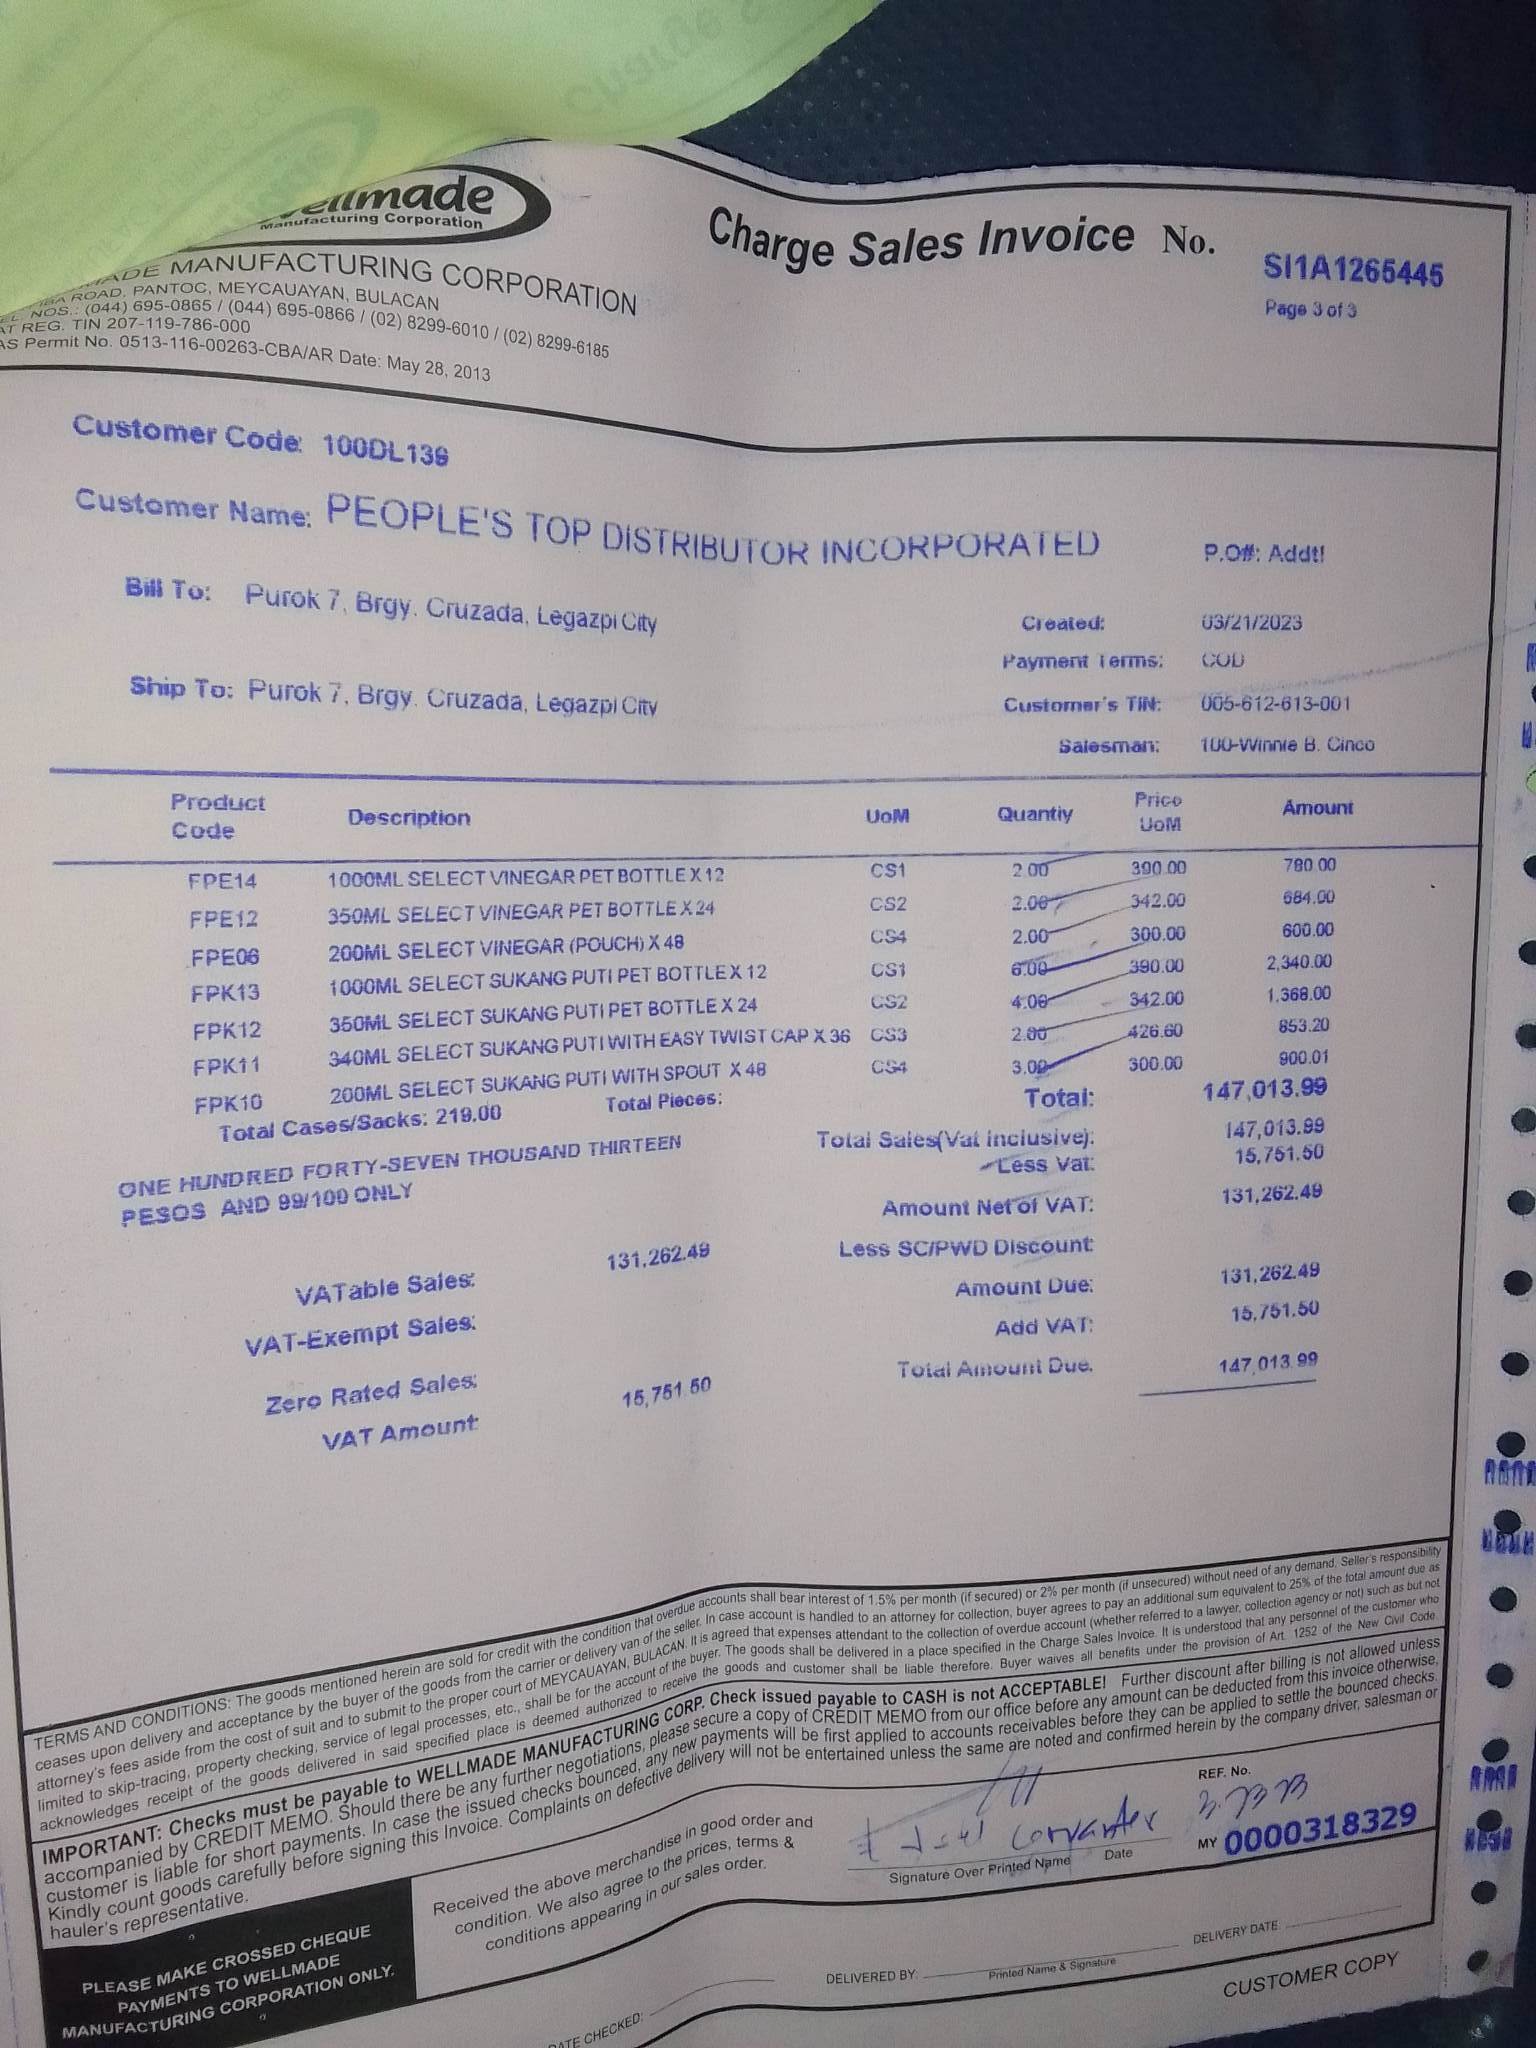 Wellmade
Manufacturing Corporation
Charge Sales Invoice No.
SI1A1265445
Page 3 of 3
MADE MANUFACTURING CORPORATION
ROAD, PANTOC, MEYCAUAYAN, BULACAN
NOS.: (044) 695-0865 / (044) 695-0866 / (02) 8299-6010 / (02) 8299-6185
AT REG. TIN 207-119-786-000
AS Permit No. 0513-116-00263-CBA/AR Date: May 28, 2013
Customer Code: 100DL139
Customer Name: PEOPLE'S TOP DISTRIBUTOR INCORPORATED
P.O#: Addtl
Bill To: Purok 7, Brgy. Cruzada, Legazpi City
Created: 03/21/2023
Payment Terms: COD
Ship To: Purok 7, Brgy. Cruzada, Legazpi City
Customer's TIN: 005-612-613-001
Salesman: 100-Winnie B. Cinco
Product Code Description UoM Quantiy Price UoM Amount
FPE14 1000ML SELECT VINEGAR PET BOTTLE X 12 CS1 2.00 390.00 780.00
FPE12 350ML SELECT VINEGAR PET BOTTLE X 24 CS2 2.00 342.00 684.00
FPE06 200ML SELECT VINEGAR (POUCH) X 48 CS4 2.00 300.00 600.00
FPK13 1000ML SELECT SUKANG PUTI PET BOTTLE X 12 CS1 6.00 390.00 2,340.00
FPK12 350ML SELECT SUKANG PUTI PET BOTTLE X 24 CS2 4.00 342.00 1,368.00
FPK11 340ML SELECT SUKANG PUTI WITH EASY TWIST CAP X 36 CS3 2.00 426.60 853.20
FPK10 200ML SELECT SUKANG PUTI WITH SPOUT X 48 CS4 3.00 300.00 900.01
Total Cases/Sacks: 219.00 Total Pieces: Total: 147,013.99
ONE HUNDRED FORTY-SEVEN THOUSAND THIRTEEN
PESOS AND 99/100 ONLY
Total Sales(Vat inclusive): 147,013.99
Less Vat: 15,751.50
Amount Net of VAT: 131,262.49
Less SC/PWD Discount:
Amount Due: 131,262.49
Add VAT: 15,751.50
Total Amount Due. 147,013.99
VATable Sales: 131,262.49
VAT-Exempt Sales:
Zero Rated Sales:
VAT Amount: 15,751.50
TERMS AND CONDITIONS: The goods mentioned herein are sold for credit with the condition that overdue accounts shall bear interest of 1.5% per month (if secured) or 2% per month (if unsecured) without need of any demand. Seller's responsibility
ceases upon delivery and acceptance by the buyer of the goods from the carrier or delivery van of the seller. In case account is handled to an attorney for collection, buyer agrees to pay an additional sum equivalent to 25% of the total amount due as
attorney's fees aside from the cost of suit and to submit to the proper court of MEYCAUAYAN, BULACAN. It is agreed that expenses attendant to the collection of overdue account (whether referred to a lawyer, collection agency or not) such as but not
limited to skip-tracing, property checking, service of legal processes, etc., shall be for the account of the buyer. The goods shall be delivered in a place specified in the Charge Sales Invoice. It is understood that any personnel of the customer who
acknowledges receipt of the goods delivered in said specified place is deemed authorized to receive the goods and customer shall be liable therefore. Buyer waives all benefits under the provision of Art. 1252 of the New Civil Code.
IMPORTANT: Checks must be payable to WELLMADE MANUFACTURING CORP. Check issued payable to CASH is not ACCEPTABLE! Further discount after billing is not allowed unless
accompanied by CREDIT MEMO. Should there be any further negotiations, please secure a copy of CREDIT MEMO from our office before any amount can be deducted from this invoice otherwise,
customer is liable for short payments. In case the issued checks bounced, any new payments will be first applied to accounts receivables before they can be applied to settle the bounced checks.
Kindly count goods carefully before signing this Invoice. Complaints on defective delivery will not be entertained unless the same are noted and confirmed herein by the company driver, salesman or
hauler's representative.
PLEASE MAKE CROSSED CHEQUE
PAYMENTS TO WELLMADE
MANUFACTURING CORPORATION ONLY.
Received the above merchandise in good order and
condition. We also agree to the prices, terms &
conditions appearing in our sales order.
Signature Over Printed Name Date
REF. No.
MY 0000318329
DELIVERED BY:
Printed Name & Signature
DELIVERY DATE
DATE CHECKED:
CUSTOMER COPY